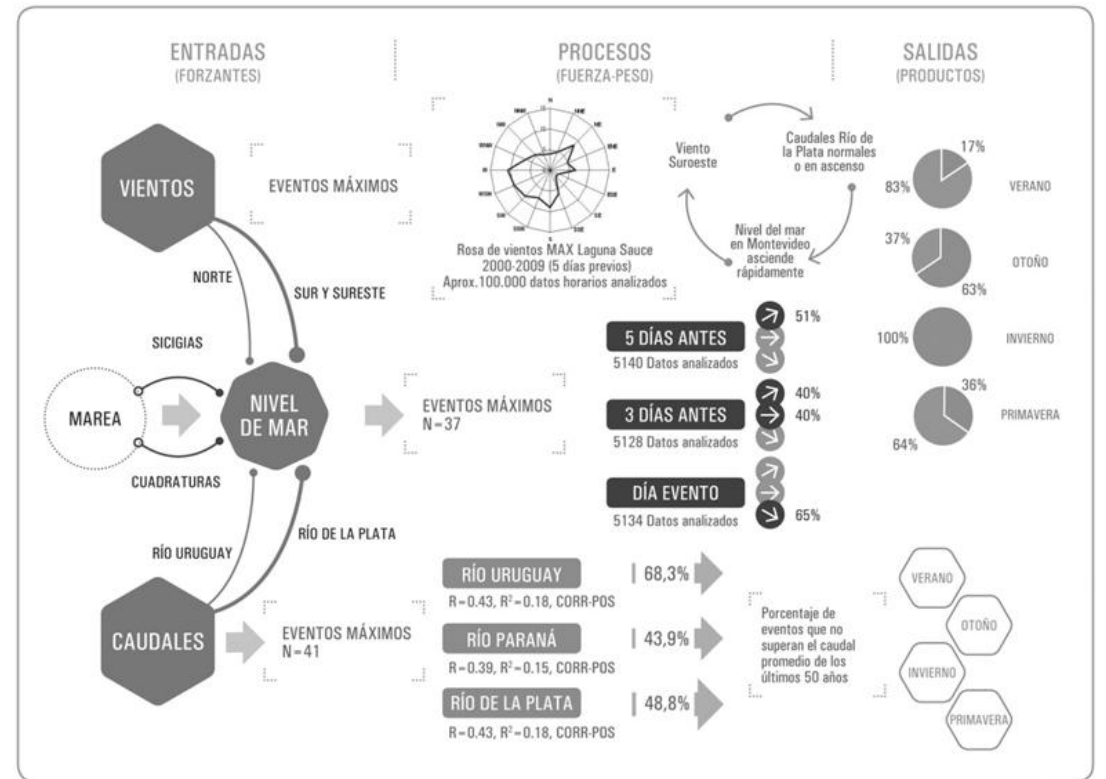 ENTRADAS
(FORZANTES)
PROCESOS
(FUERZA-PESO)
SALIDAS
(PRODUCTOS)
VIENTOS
EVENTOS MÁXIMOS
Rosa de vientos MAX Laguna Sauce
2000-2009 (5 días previos)
Aprox.100.000 datos horarios analizados
Viento
Suroeste
Caudales Río de
la Plata normales
o en ascenso
Nivel del mar
en Montevideo
asciende
rápidamente
17%
83%
VERANO
37%
63%
OTOÑO
100%
INVIERNO
36%
64%
PRIMAVERA
NORTE
SUR Y SURESTE
SICIGIAS
MAREA
CUADRATURAS
NIVEL
DE MAR
EVENTOS MÁXIMOS
N=37
5 DÍAS ANTES
5140 Datos analizados
51%
3 DÍAS ANTES
5128 Datos analizados
40%
40%
DÍA EVENTO
5134 Datos analizados
65%
RÍO URUGUAY
RÍO DE LA PLATA
CAUDALES
EVENTOS MÁXIMOS
N=41
RÍO URUGUAY
68,3%
R=0.43, R²=0.18, CORR-POS
RÍO PARANÁ
43,9%
R=0.39, R²=0.15, CORR-POS
RÍO DE LA PLATA
48,8%
R=0.43, R²=0.18, CORR-POS
Porcentaje de
eventos que no
superan el caudal
promedio de los
últimos 50 años
VERANO
OTOÑO
INVIERNO
PRIMAVERA